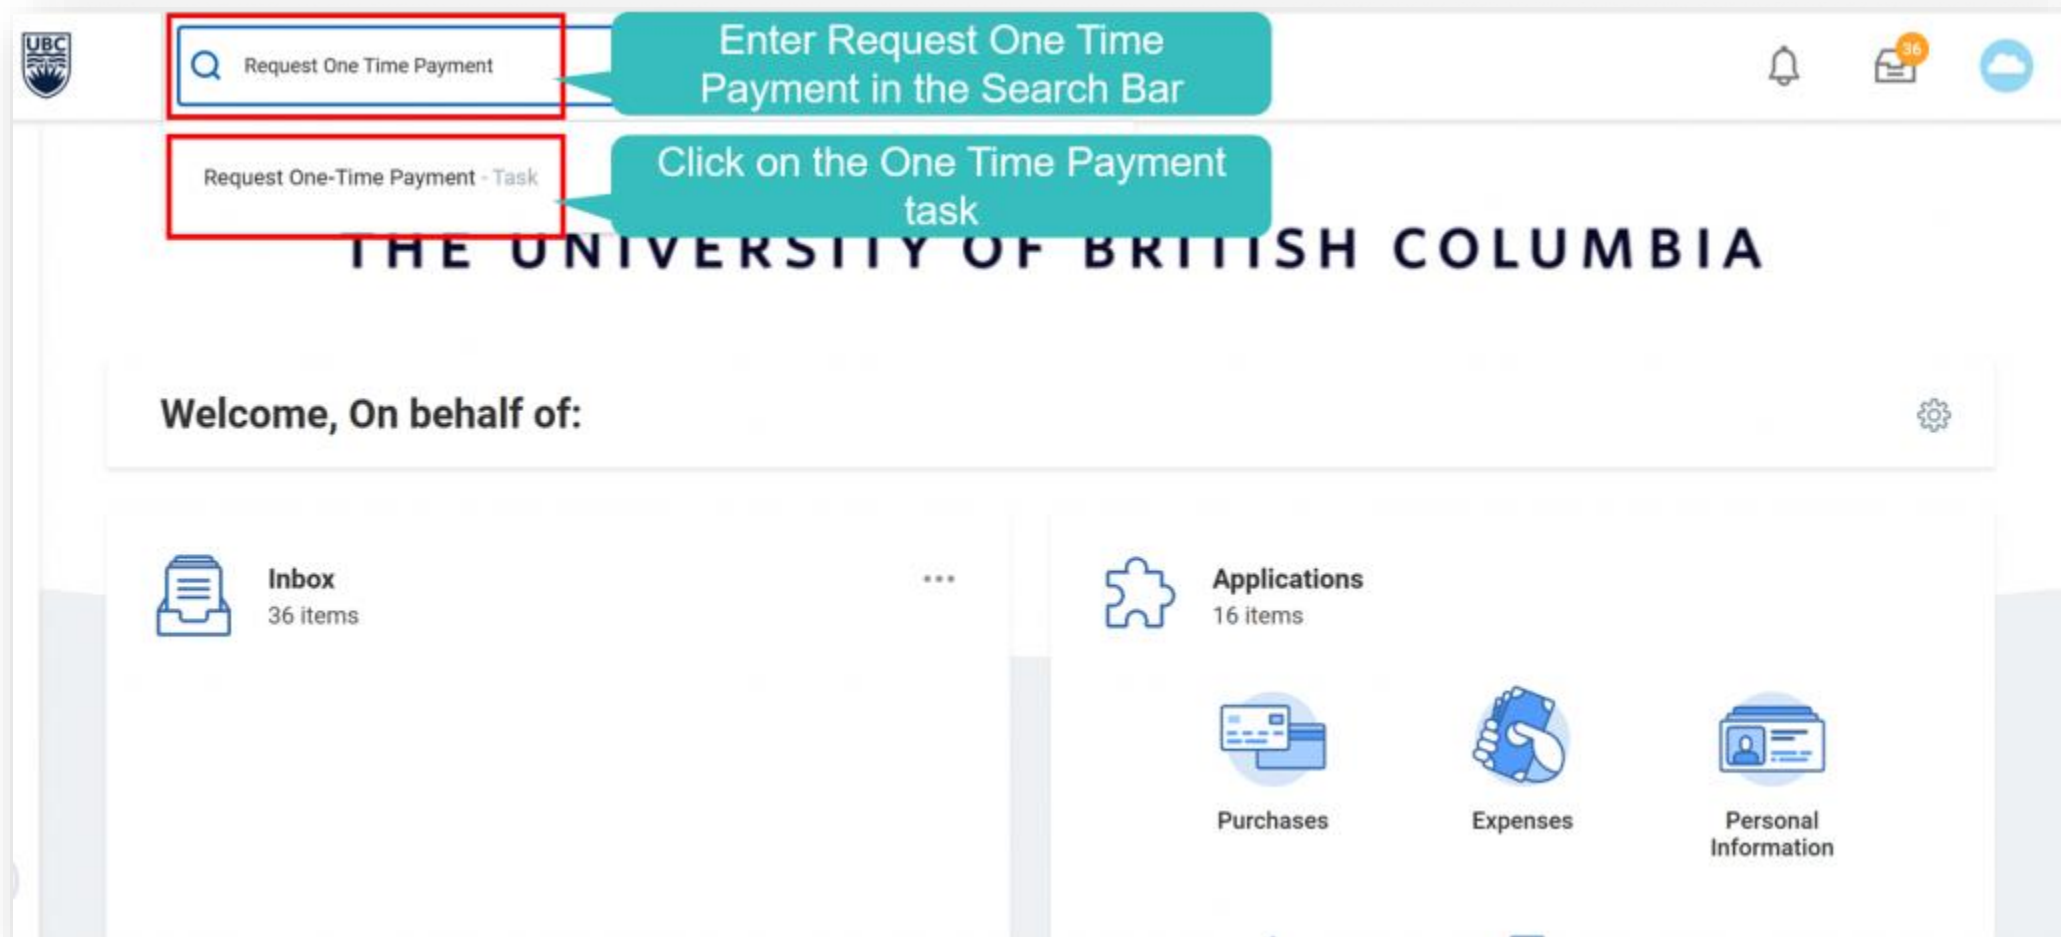 UBC
Request One Time Payment
Enter Request One Time
Payment in the Search Bar
36
Request One-Time Payment - Task
Click on the One Time Payment
task
THE UNIVERSITY OF BRITISH COLUMBIA
Welcome, On behalf of:
Inbox
36 items
Applications
16 items
Purchases
Expenses
Personal
Information